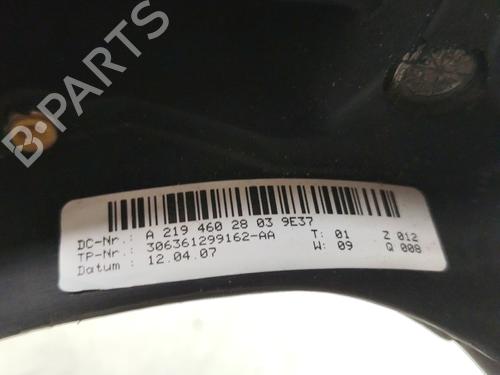 B-PARTS
DC-Nr.: A 219 460 28 03 9E37
TP-Nr.: 306361299162-AA T: 01 Z 012
Datum : 12.04.07 W: 09 Q 008